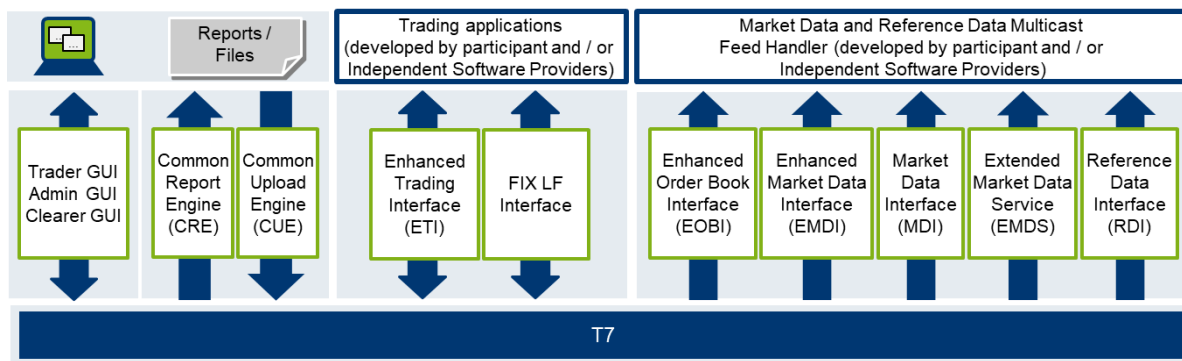 Reports /
Files
Trading applications
(developed by participant and / or
Independent Software Providers)
Market Data and Reference Data Multicast
Feed Handler (developed by participant and / or
Independent Software Providers)
Trader GUI
Admin GUI
Clearer GUI
Common
Report
Engine
(CRE)
Common
Upload
Engine
(CUE)
Enhanced
Trading
Interface
(ETI)
FIX LF
Interface
Enhanced
Order Book
Interface
(EOBI)
Enhanced
Market Data
Interface
(EMDI)
Market
Data
Interface
(MDI)
Extended
Market Data
Service
(EMDS)
Reference
Data
Interface
(RDI)
T7